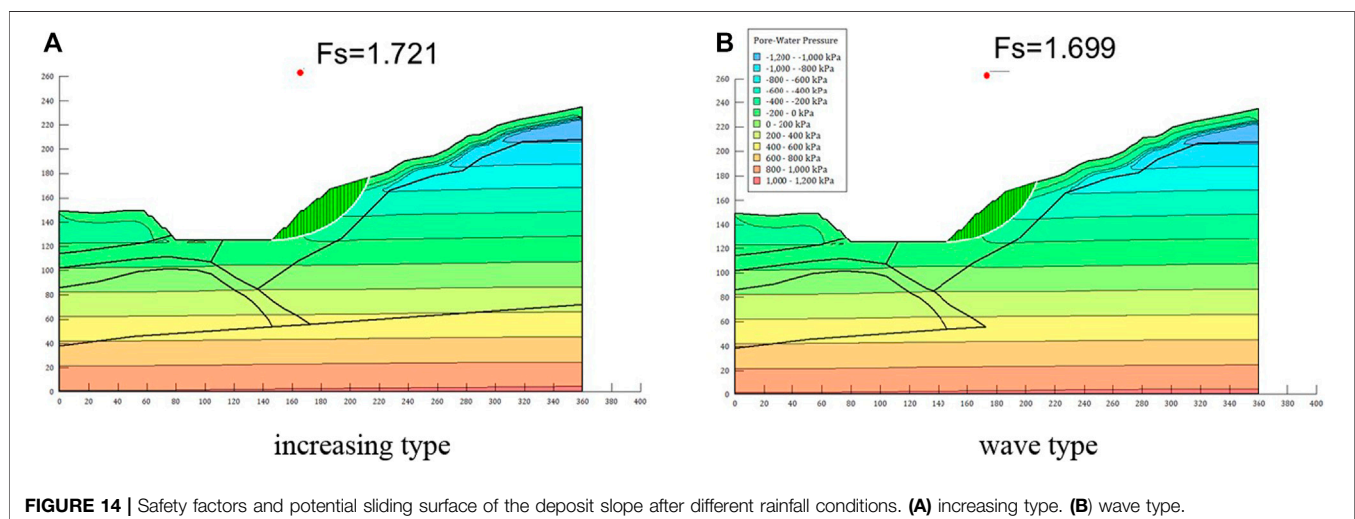 A
Fs=1.721
260
240
220
200
180
160
140
120
100
80
60
40
20
0
0 20 40 60 80 100 120 140 160 180 200 220 240 260 280 300 320 340 360 380 400
increasing type
B
Pore-Water Pressure
-1,200 - -1,000 kPa
-1,000 - -800 kPa
-800 - -600 kPa
-600 - -400 kPa
-400 - -200 kPa
-200 - 0 kPa
0 - 200 kPa
200 - 400 kPa
400 - 600 kPa
600 - 800 kPa
800 - 1,000 kPa
1,000 - 1,200 kPa
Fs=1.699
260
240
220
200
180
160
140
120
100
80
60
40
20
0
0 20 40 60 80 100 120 143 160 180 200 220 240 260 280 300 320 340 360 380 400
wave type
FIGURE 14 | Safety factors and potential sliding surface of the deposit slope after different rainfall conditions. (A) increasing type. (B) wave type.